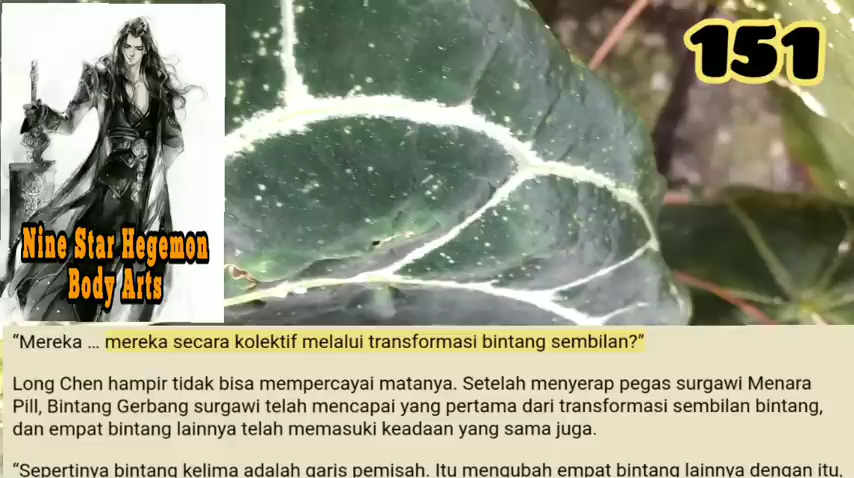 151
Nine Star Hegemon
Body Arts
“Mereka ... mereka secara kolektif melalui transformasi bintang sembilan?”
Long Chen hampir tidak bisa mempercayai matanya. Setelah menyerap pegas surgawi Menara
Pill, Bintang Gerbang surgawi telah mencapai yang pertama dari transformasi sembilan bintang,
dan empat bintang lainnya telah memasuki keadaan yang sama juga.
“Sepertinya bintang kelima adalah garis pemisah. Itu mengubah empat bintang lainnya dengan itu,